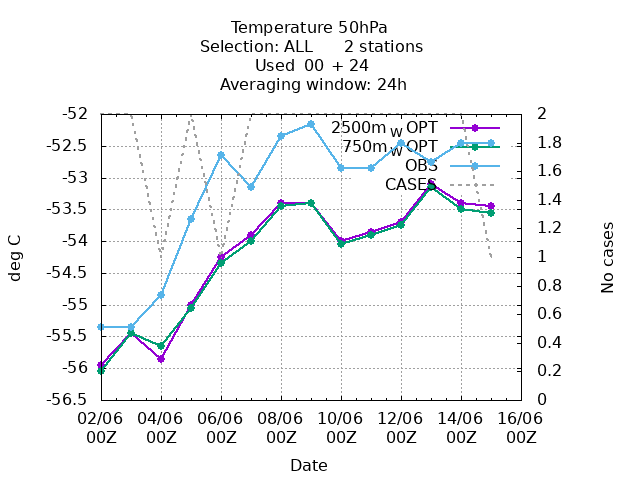 Temperature 50hPa
Selection: ALL 2 stations
Used 00 + 24
Averaging window: 24h
-52
-52.5
-53
-53.5
-54
-54.5
-55
-55.5
-56
-56.5
deg C
2500m_W OPT
750m_W OPT
OBS
CASES
2
1.8
1.6
1.4
1.2
1
0.8
0.6
0.4
0.2
0
No cases
02/06 04/06 06/06 08/06 10/06 12/06 14/06 16/06
00Z 00Z 00Z 00Z 00Z 00Z 00Z 00Z
Date